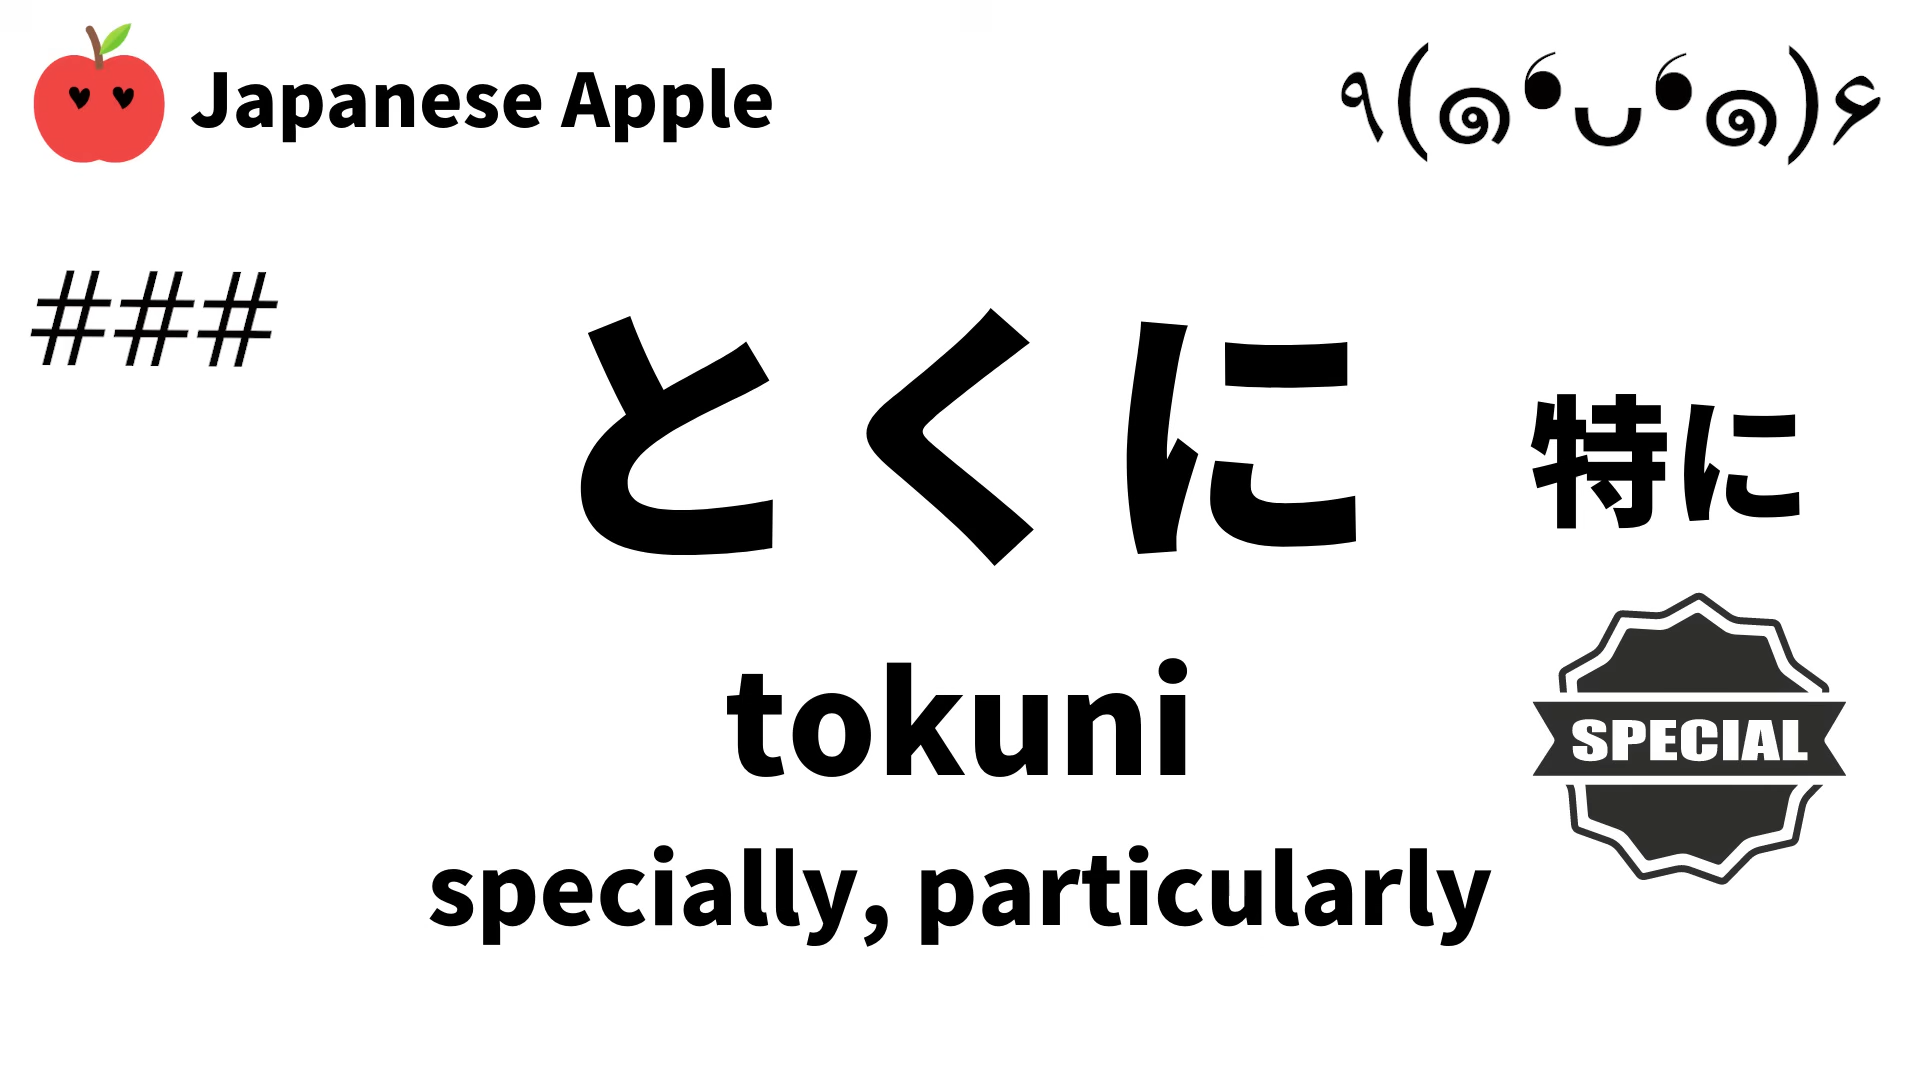 Japanese Apple
٩(๑❛ᴗ❛๑)۶
###
とくに
特に
tokuni
SPECIAL
specially, particularly